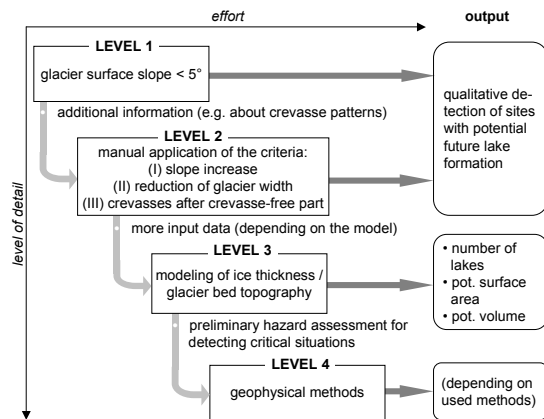 effort
output
LEVEL 1
glacier surface slope < 5°
additional information (e.g. about crevasse patterns)
qualitative de-
tection of sites
with potential
future lake
formation
LEVEL 2
manual application of the criteria:
(I) slope increase
(II) reduction of glacier width
(III) crevasses after crevasse-free part
more input data (depending on the model)
level of detail
LEVEL 3
modeling of ice thickness /
glacier bed topography
• number of
lakes
• pot. surface
area
• pot. volume
preliminary hazard assessment for
detecting critical situations
LEVEL 4
geophysical methods
(depending on
used methods)